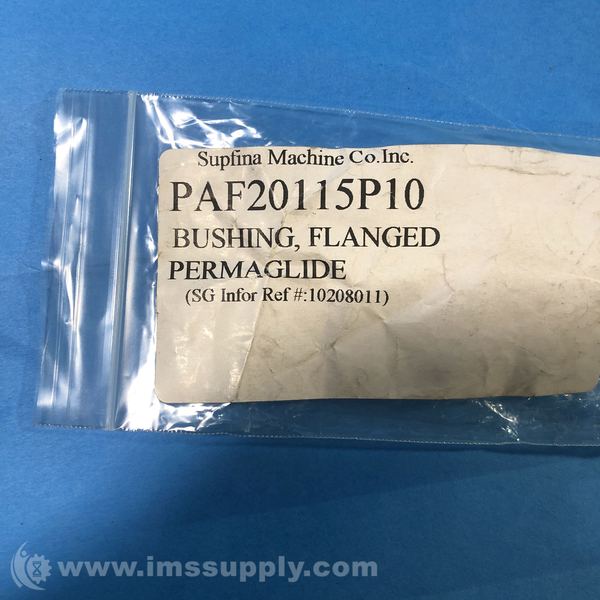 Supfina Machine Co.Inc.
PAF20115P10
BUSHING, FLANGED
PERMAGLIDE
(SG Infor Ref #:10208011)
www.imssupply.com